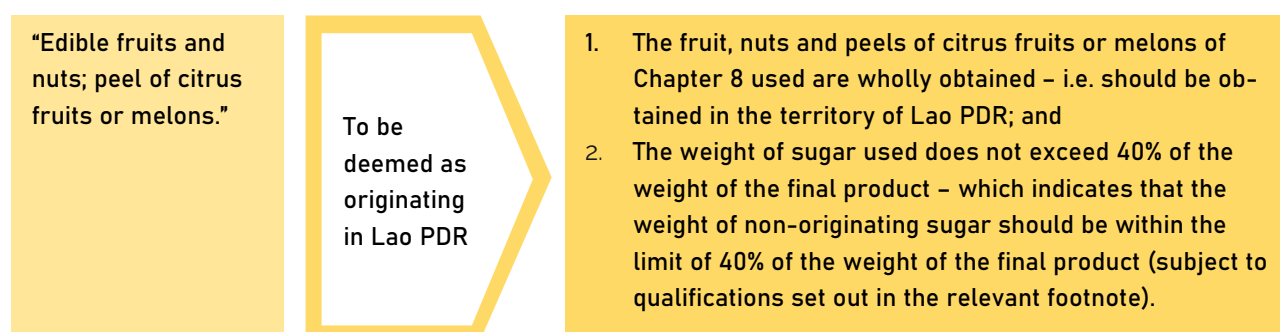 “Edible fruits and
nuts; peel of citrus
fruits or melons.”
To be
deemed as
originating
in Lao PDR
1. The fruit, nuts and peels of citrus fruits or melons of
Chapter 8 used are wholly obtained – i.e. should be ob-
tained in the territory of Lao PDR; and
2. The weight of sugar used does not exceed 40% of the
weight of the final product – which indicates that the
weight of non-originating sugar should be within the
limit of 40% of the weight of the final product (subject to
qualifications set out in the relevant footnote).